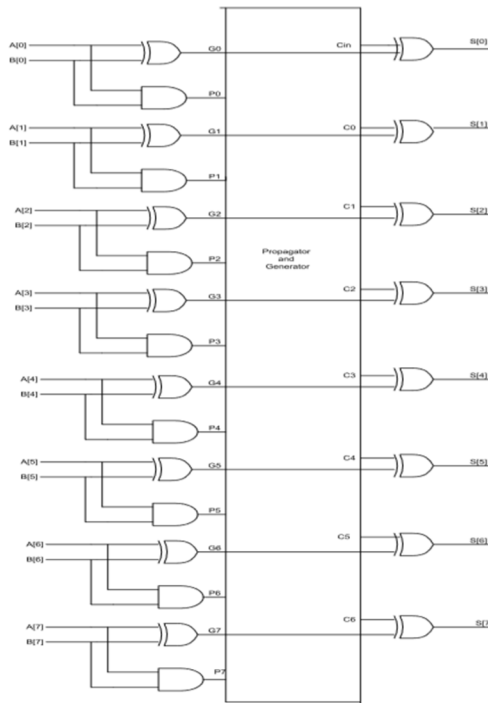 A[0]
B[0]
G0
P0
Cin
S[0]
A[1]
B[1]
G1
P1
C0
S[1]
A[2]
B[2]
G2
P2
C1
S[2]
Propagator
and
Generator
A[3]
B[3]
G3
P3
C2
S[3]
A[4]
B[4]
G4
P4
C3
S[4]
A[5]
B[5]
G5
P5
C4
S[5]
A[6]
B[6]
G6
P6
C5
S[6]
A[7]
B[7]
G7
P7
C6
S[7]